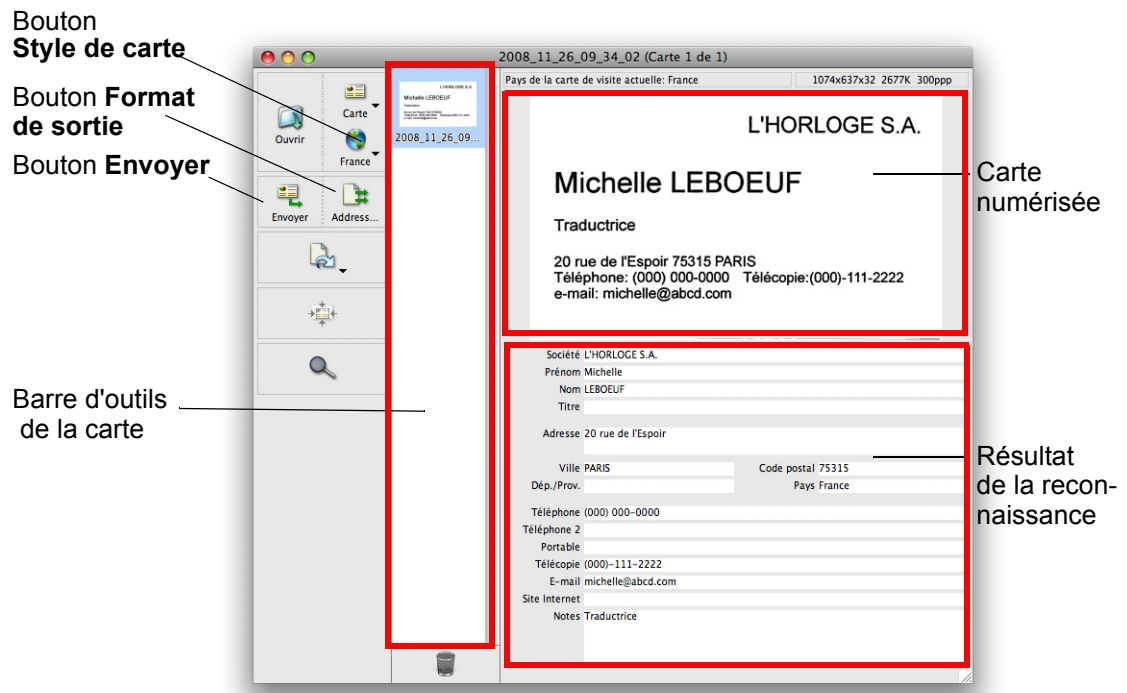 Bouton
Style de carte
Bouton Format
de sortie
Bouton Envoyer
Barre d'outils
de la carte
2008_11_26_09_34_02 (Carte 1 de 1)
Ouvrir
Carte
France
Envoyer
Address...
L'HORLOGE S.A.
Michelle LEBOEUF
Traductrice
2008_11_26_09...
Pays de la carte de visite actuelle: France
1074x637x32 2677K 300ppp
L'HORLOGE S.A.
Michelle LEBOEUF
Traductrice
20 rue de l'Espoir 75315 PARIS
Téléphone: (000) 000-0000 Télécopie:(000)-111-2222
e-mail: michelle@abcd.com
Société L'HORLOGE S.A.
Prénom Michelle
Nom LEBOEUF
Titre
Adresse 20 rue de l'Espoir
Ville PARIS Code postal 75315
Dép./Prov. Pays France
Téléphone (000) 000-0000
Téléphone 2
Portable
Télécopie (000)-111-2222
E-mail michelle@abcd.com
Site Internet
Notes Traductrice
Carte
numérisée
Résultat
de la recon-
naissance